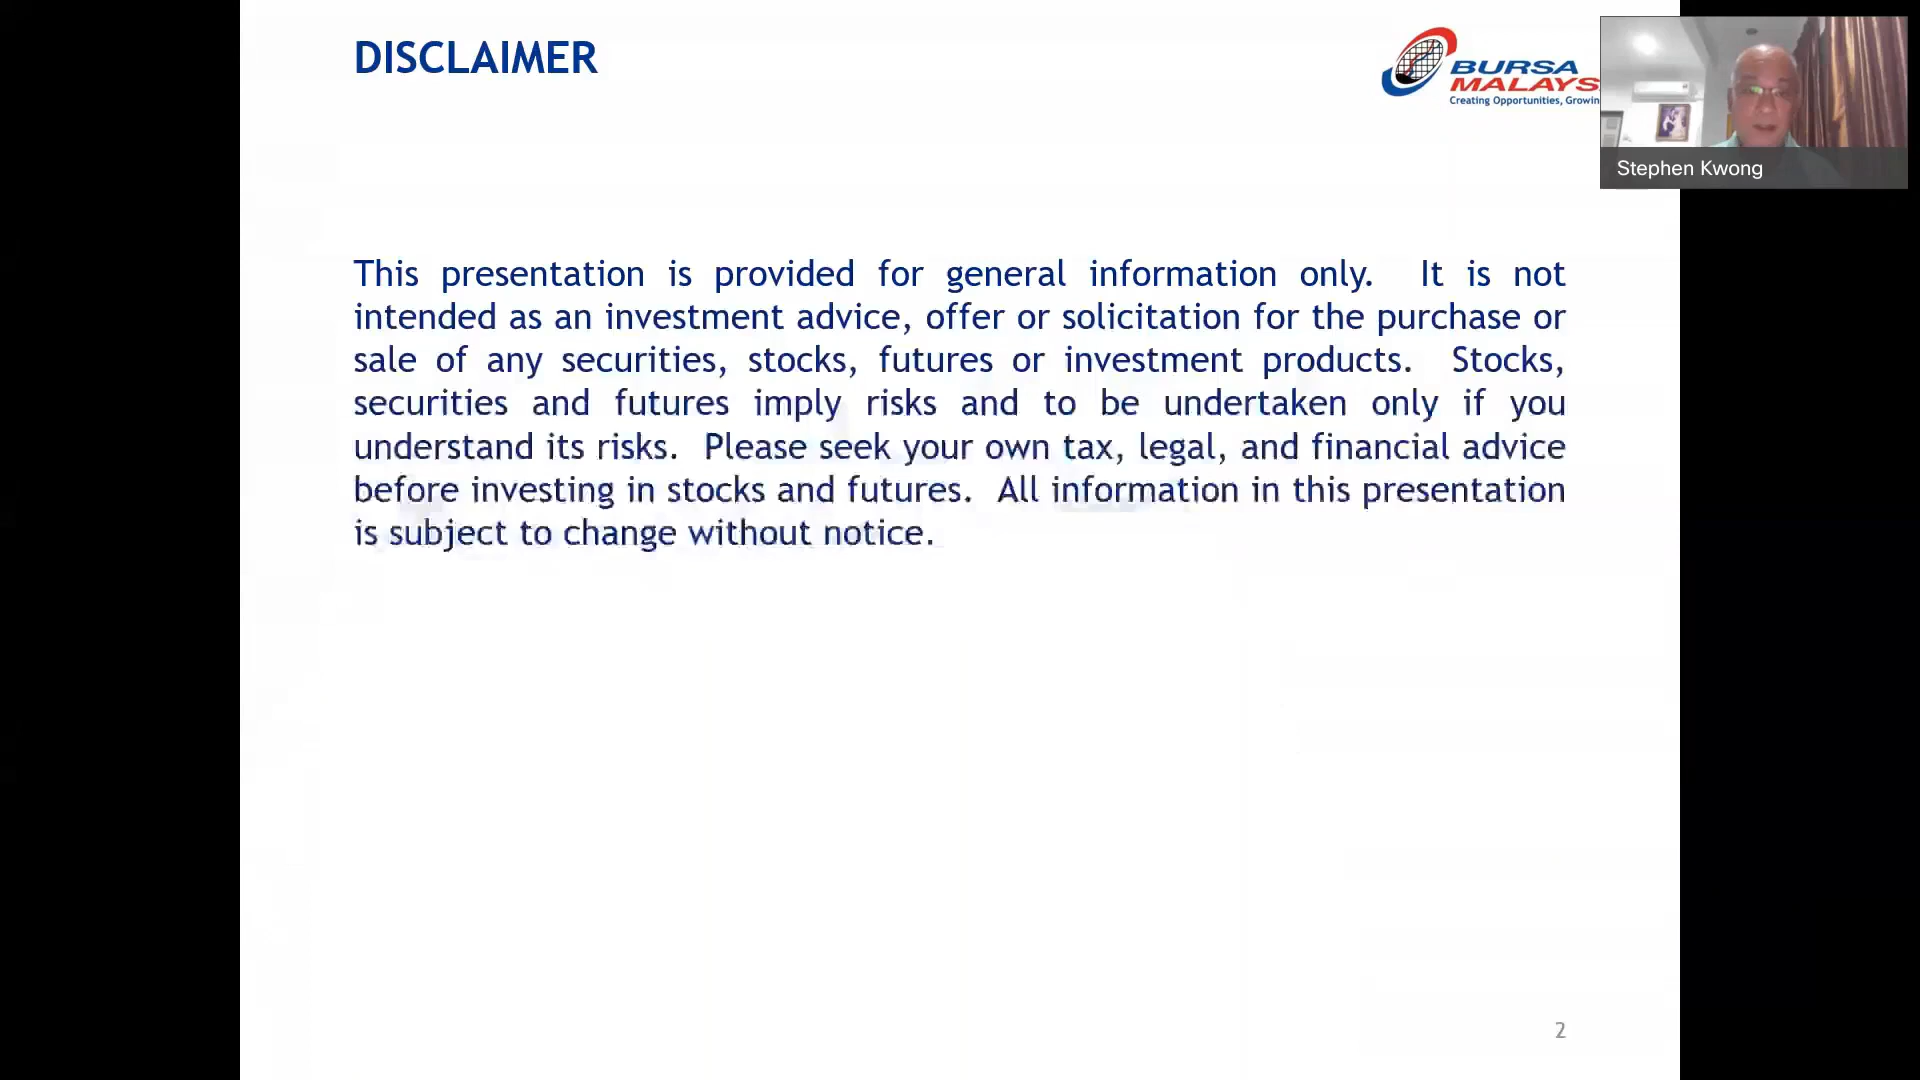 DISCLAIMER
BURSA
MALAYS
Creating Opportunities, Growin
Stephen Kwong
This presentation is provided for general information only. It is not
intended as an investment advice, offer or solicitation for the purchase or
sale of any securities, stocks, futures or investment products. Stocks,
securities and futures imply risks and to be undertaken only if you
understand its risks. Please seek your own tax, legal, and financial advice
before investing in stocks and futures. All information in this presentation
is subject to change without notice.
2